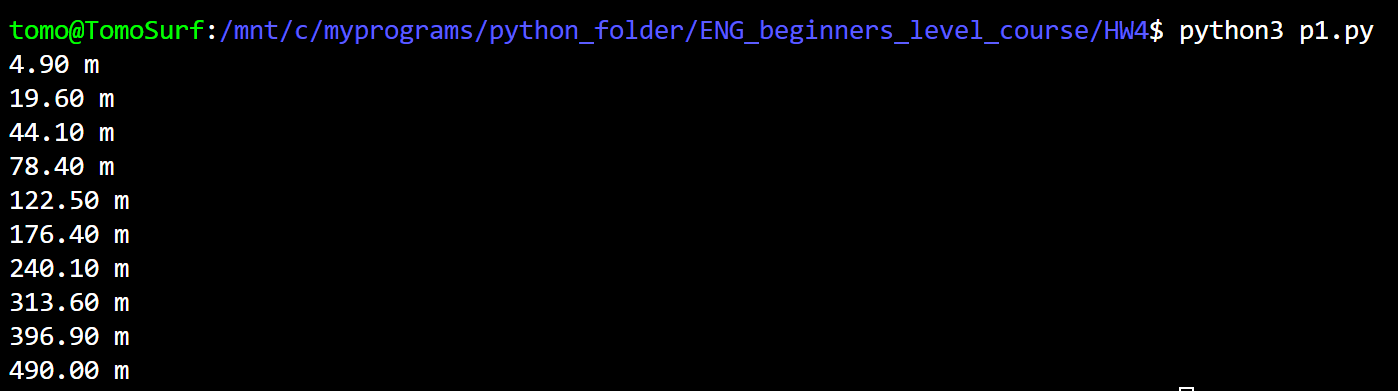 tomo@TomoSurf:/mnt/c/myprograms/python_folder/ENG_beginners_level_course/HW4$ python3 p1.py
4.90 m
19.60 m
44.10 m
78.40 m
122.50 m
176.40 m
240.10 m
313.60 m
396.90 m
490.00 m